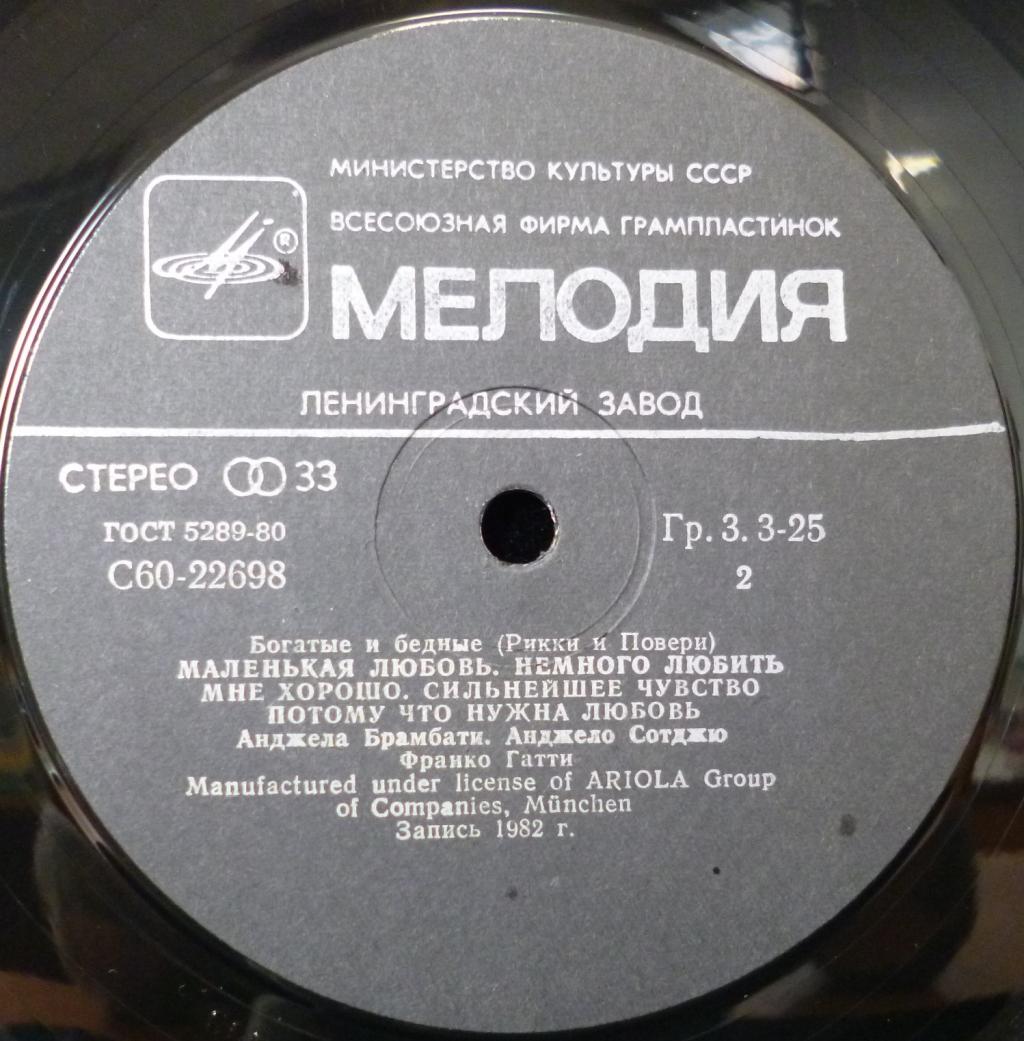 МИНИСТЕРСТВО КУЛЬТУРЫ СССР
ВСЕСОЮЗНАЯ ФИРМА ГРАМПЛАСТИНОК
®
МЕЛОДИЯ
ЛЕНИНГРАДСКИЙ ЗАВОД
СТЕРЕО 33
ГОСТ 5289-80
Гр. 3. 3-25
С60-22698
2
Богатые и бедные (Рикки и Повери)
МАЛЕНЬКАЯ ЛЮБОВЬ. НЕМНОГО ЛЮБИТЬ
МНЕ ХОРОШО. СИЛЬНЕЙШЕЕ ЧУВСТВО
ПОТОМУ ЧТО НУЖНА ЛЮБОВЬ
Анджела Брамбати. Анджело Сотджю
Франко Гатти
Manufactured under license of ARIOLA Group
of Companies, München
Запись 1982 г.